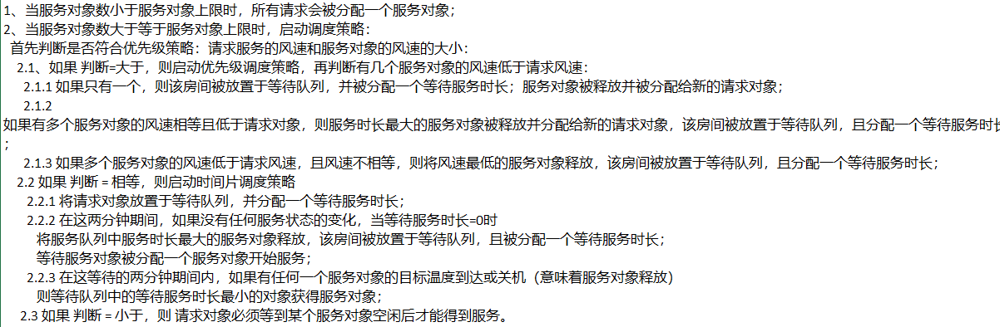 1、当服务对象数小于服务对象上限时，所有请求会被分配一个服务对象；
2、当服务对象数大于等于服务对象上限时，启动调度策略：
首先判断是否符合优先级策略：请求服务的风速和服务对象的风速的大小：
2.1、如果 判断=大于，则启动优先级调度策略，再判断有几个服务对象的风速低于请求风速：
2.1.1 如果只有一个，则该房间被放置于等待队列，并被分配一个等待服务时长；服务对象被释放并被分配给新的请求对象；
2.1.2
如果有多个服务对象的风速相等且低于请求对象，则服务时长最大的服务对象被释放并分配给新的请求对象，该房间被放置于等待队列，且分配一个等待服务时长
；
2.1.3 如果多个服务对象的风速低于请求风速，且风速不相等，则将风速最低的服务对象释放，该房间被放置于等待队列，且分配一个等待服务时长；
2.2 如果 判断 = 相等，则启动时间片调度策略
2.2.1 将请求对象放置于等待队列，并分配一个等待服务时长；
2.2.2 在这两分钟期间，如果没有任何服务状态的变化，当等待服务时长=0时
将服务队列中服务时长最大的服务对象释放，该房间被放置于等待队列，且被分配一个等待服务时长；
等待服务对象被分配一个服务对象开始服务；
2.2.3 在这等待的两分钟期间内，如果有任何一个服务对象的目标温度到达或关机（意味着服务对象释放）
则等待队列中的等待服务时长最小的对象获得服务对象；
2.3 如果 判断 = 小于，则 请求对象必须等到某个服务对象空闲后才能得到服务。